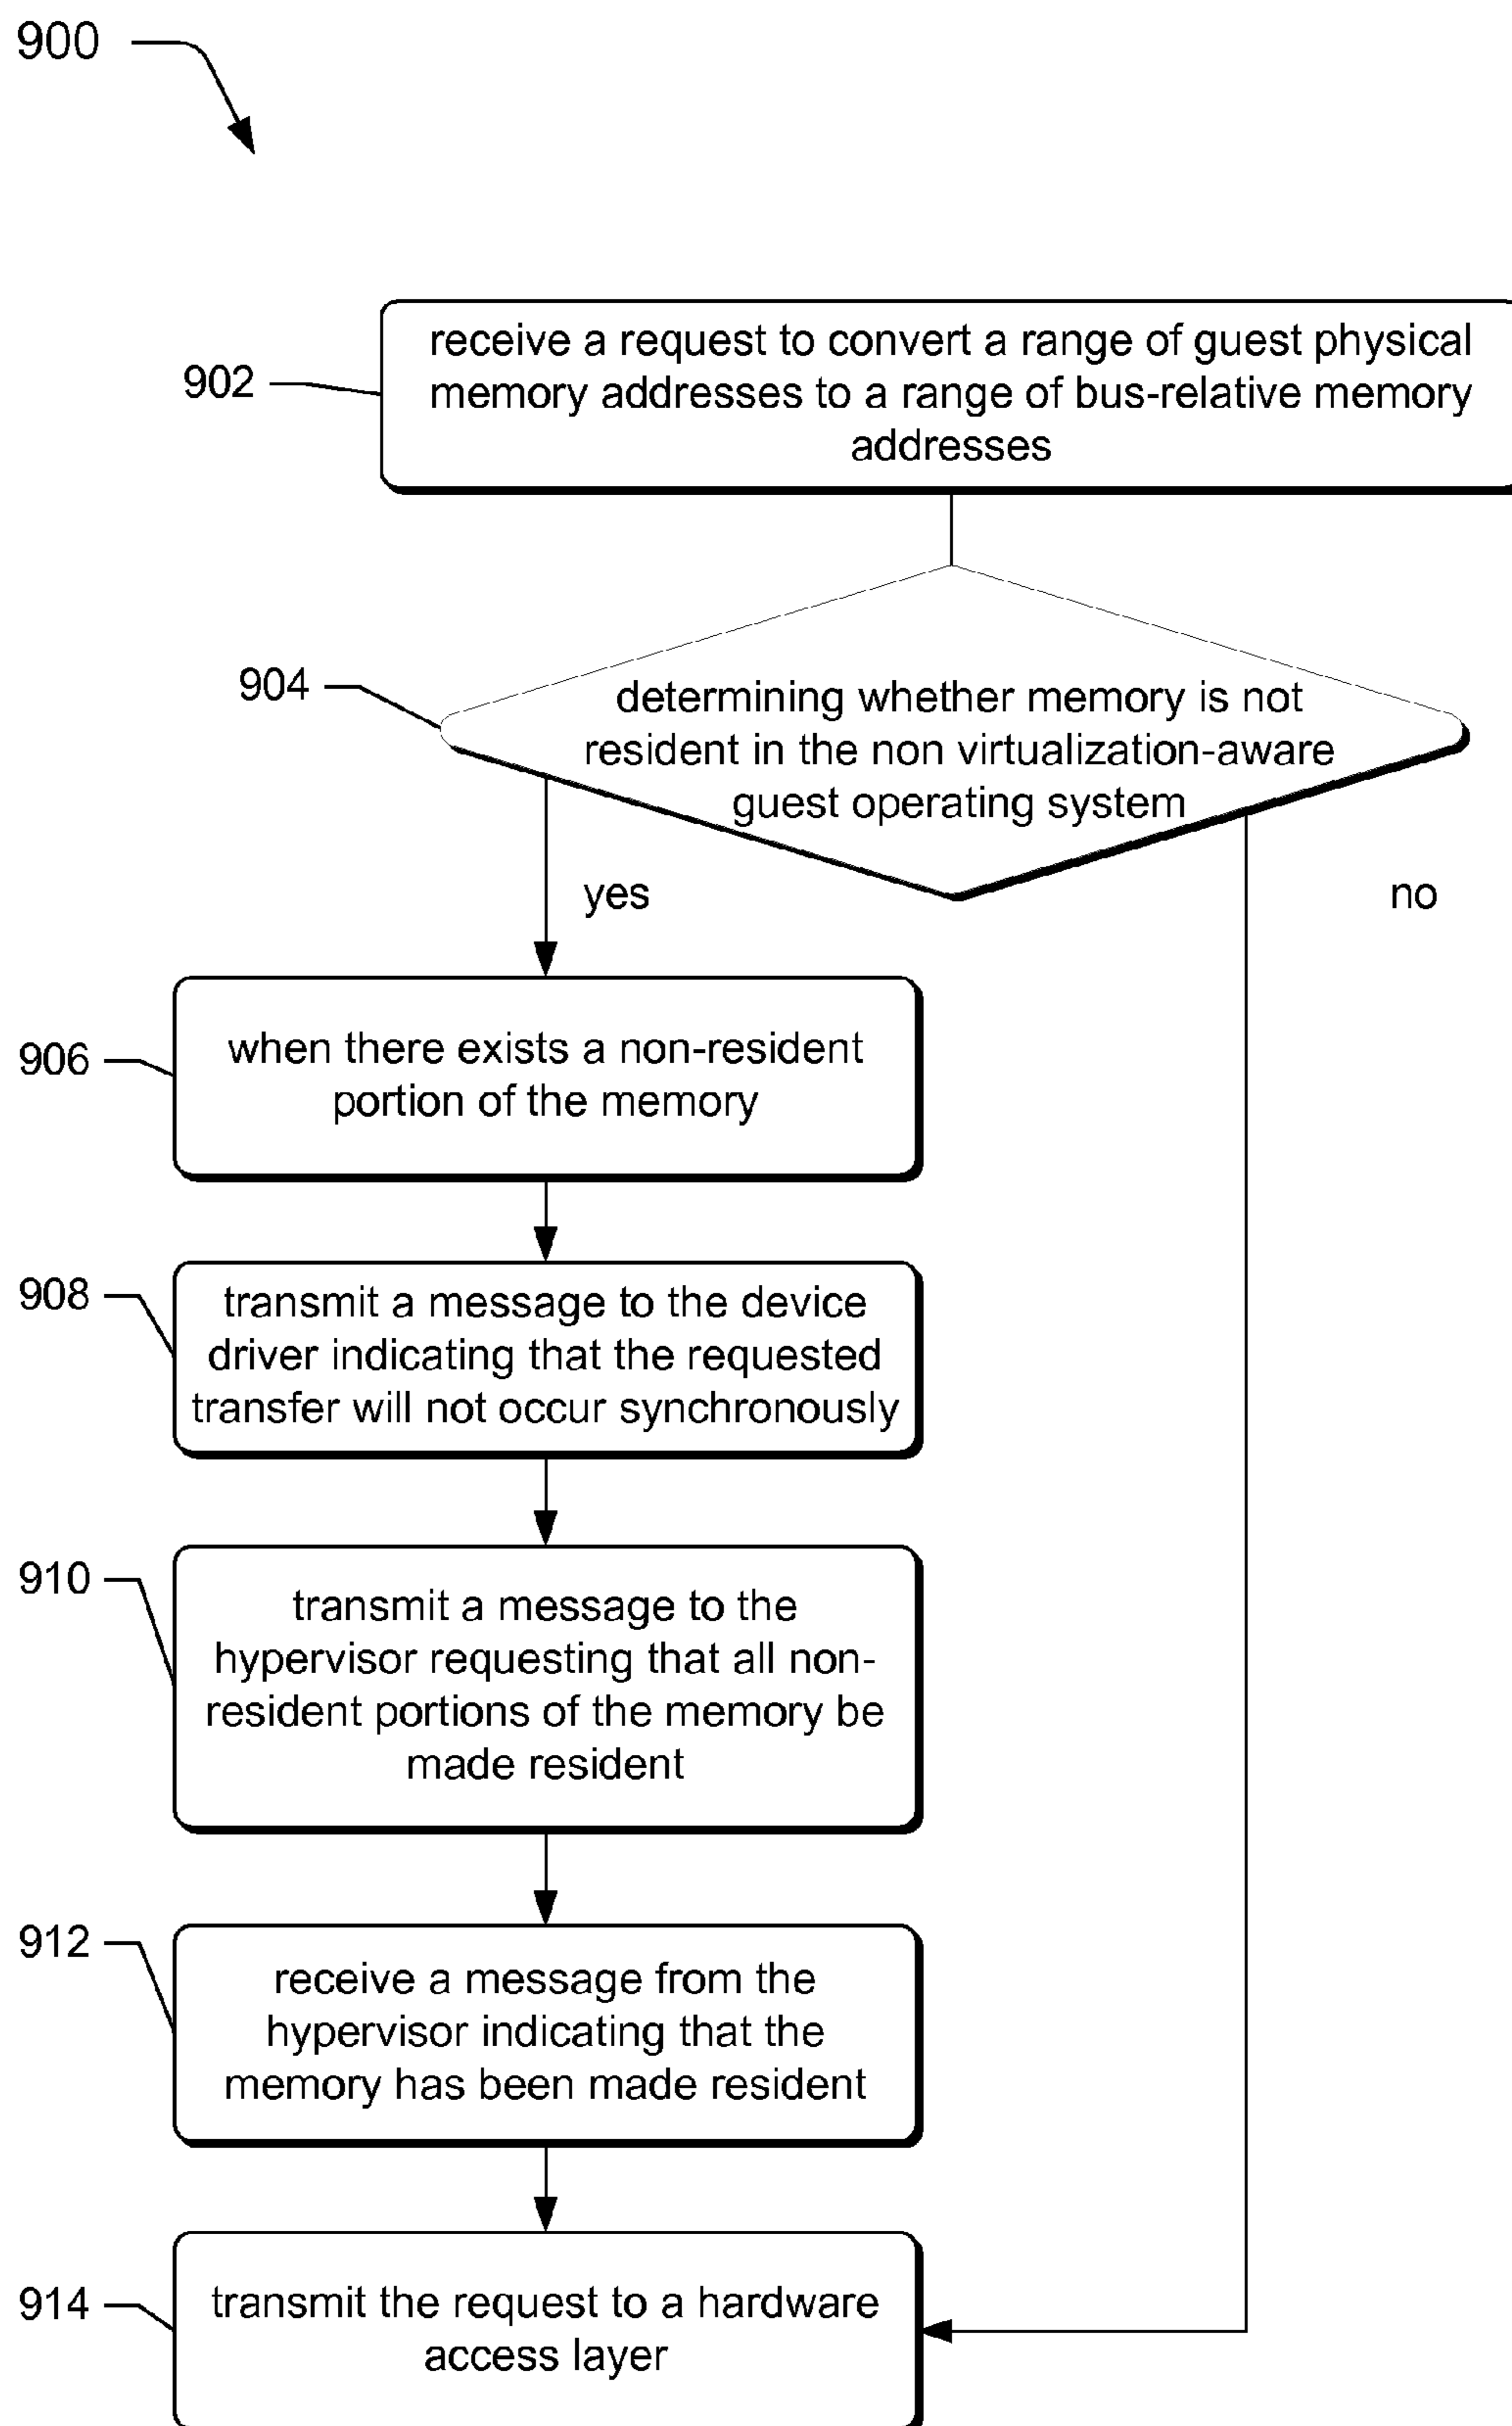 900
902
receive a request to convert a range of guest physical
memory addresses to a range of bus-relative memory
addresses
904
determining whether memory is not
resident in the non virtualization-aware
guest operating system
yes
no
906
when there exists a non-resident
portion of the memory
908
transmit a message to the device
driver indicating that the requested
transfer will not occur synchronously
910
transmit a message to the
hypervisor requesting that all non-
resident portions of the memory be
made resident
912
receive a message from the
hypervisor indicating that the
memory has been made resident
914
transmit the request to a hardware
access layer